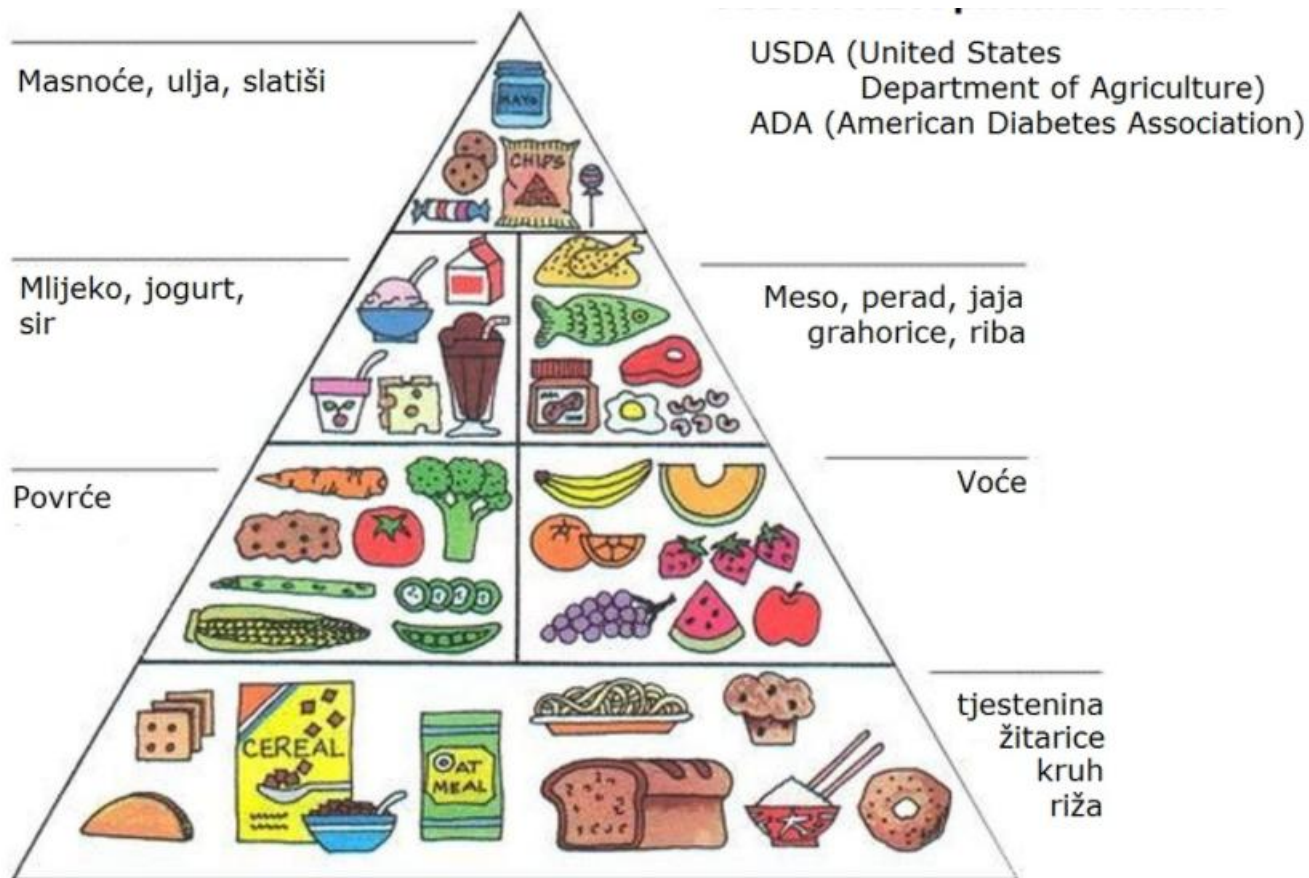 USDA (United States
Department of Agriculture)
ADA (American Diabetes Association)
Masnoće, ulja, slatiši
MAYO
CHIPS
Mlijeko, jogurt,
sir
Meso, perad, jaja
grahorice, riba
Povrće
Voće
tjestenina
žitarice
kruh
riža
CEREAL
OAT
MEAL